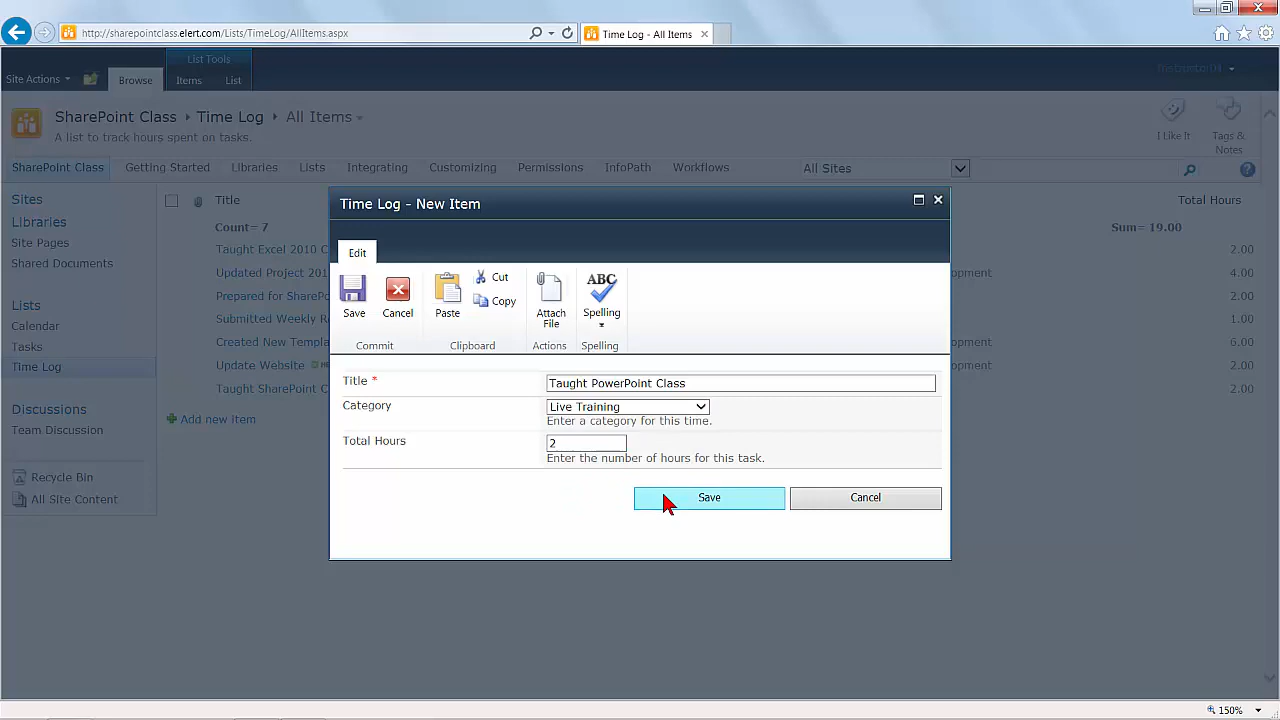 http://sharepointclass.elert.com/Lists/TimeLog/AllItems.aspx
Time Log - All Items
List Tools
Site Actions
Browse
Items
List
SharePoint Class
Time Log
All Items
A list to track hours spent on tasks.
I Like It
Tags & Notes
SharePoint Class Getting Started Libraries Lists Integrating Customizing Permissions InfoPath Workflows
All Sites
Sites
Libraries
Site Pages
Shared Documents
Lists
Calendar
Tasks
Time Log
Discussions
Team Discussion
Recycle Bin
All Site Content
Title
Total Hours
Count= 7
Sum= 19.00
Taught Excel 2010 C
2.00
Updated Project 201
opment
4.00
Prepared for SharePo
2.00
Submitted Weekly Re
opment
1.00
Created New Templa
opment
6.00
Update Website
opment
2.00
Taught SharePoint C
2.00
Add new item
Time Log - New Item
Edit
Save
Cancel
Commit
Paste
Cut
Copy
Clipboard
Attach File
Actions
ABC
Spelling
Spelling
Title *
Taught PowerPoint Class
Category
Live Training
Enter a category for this time.
Total Hours
2
Enter the number of hours for this task.
Save
Cancel
150%